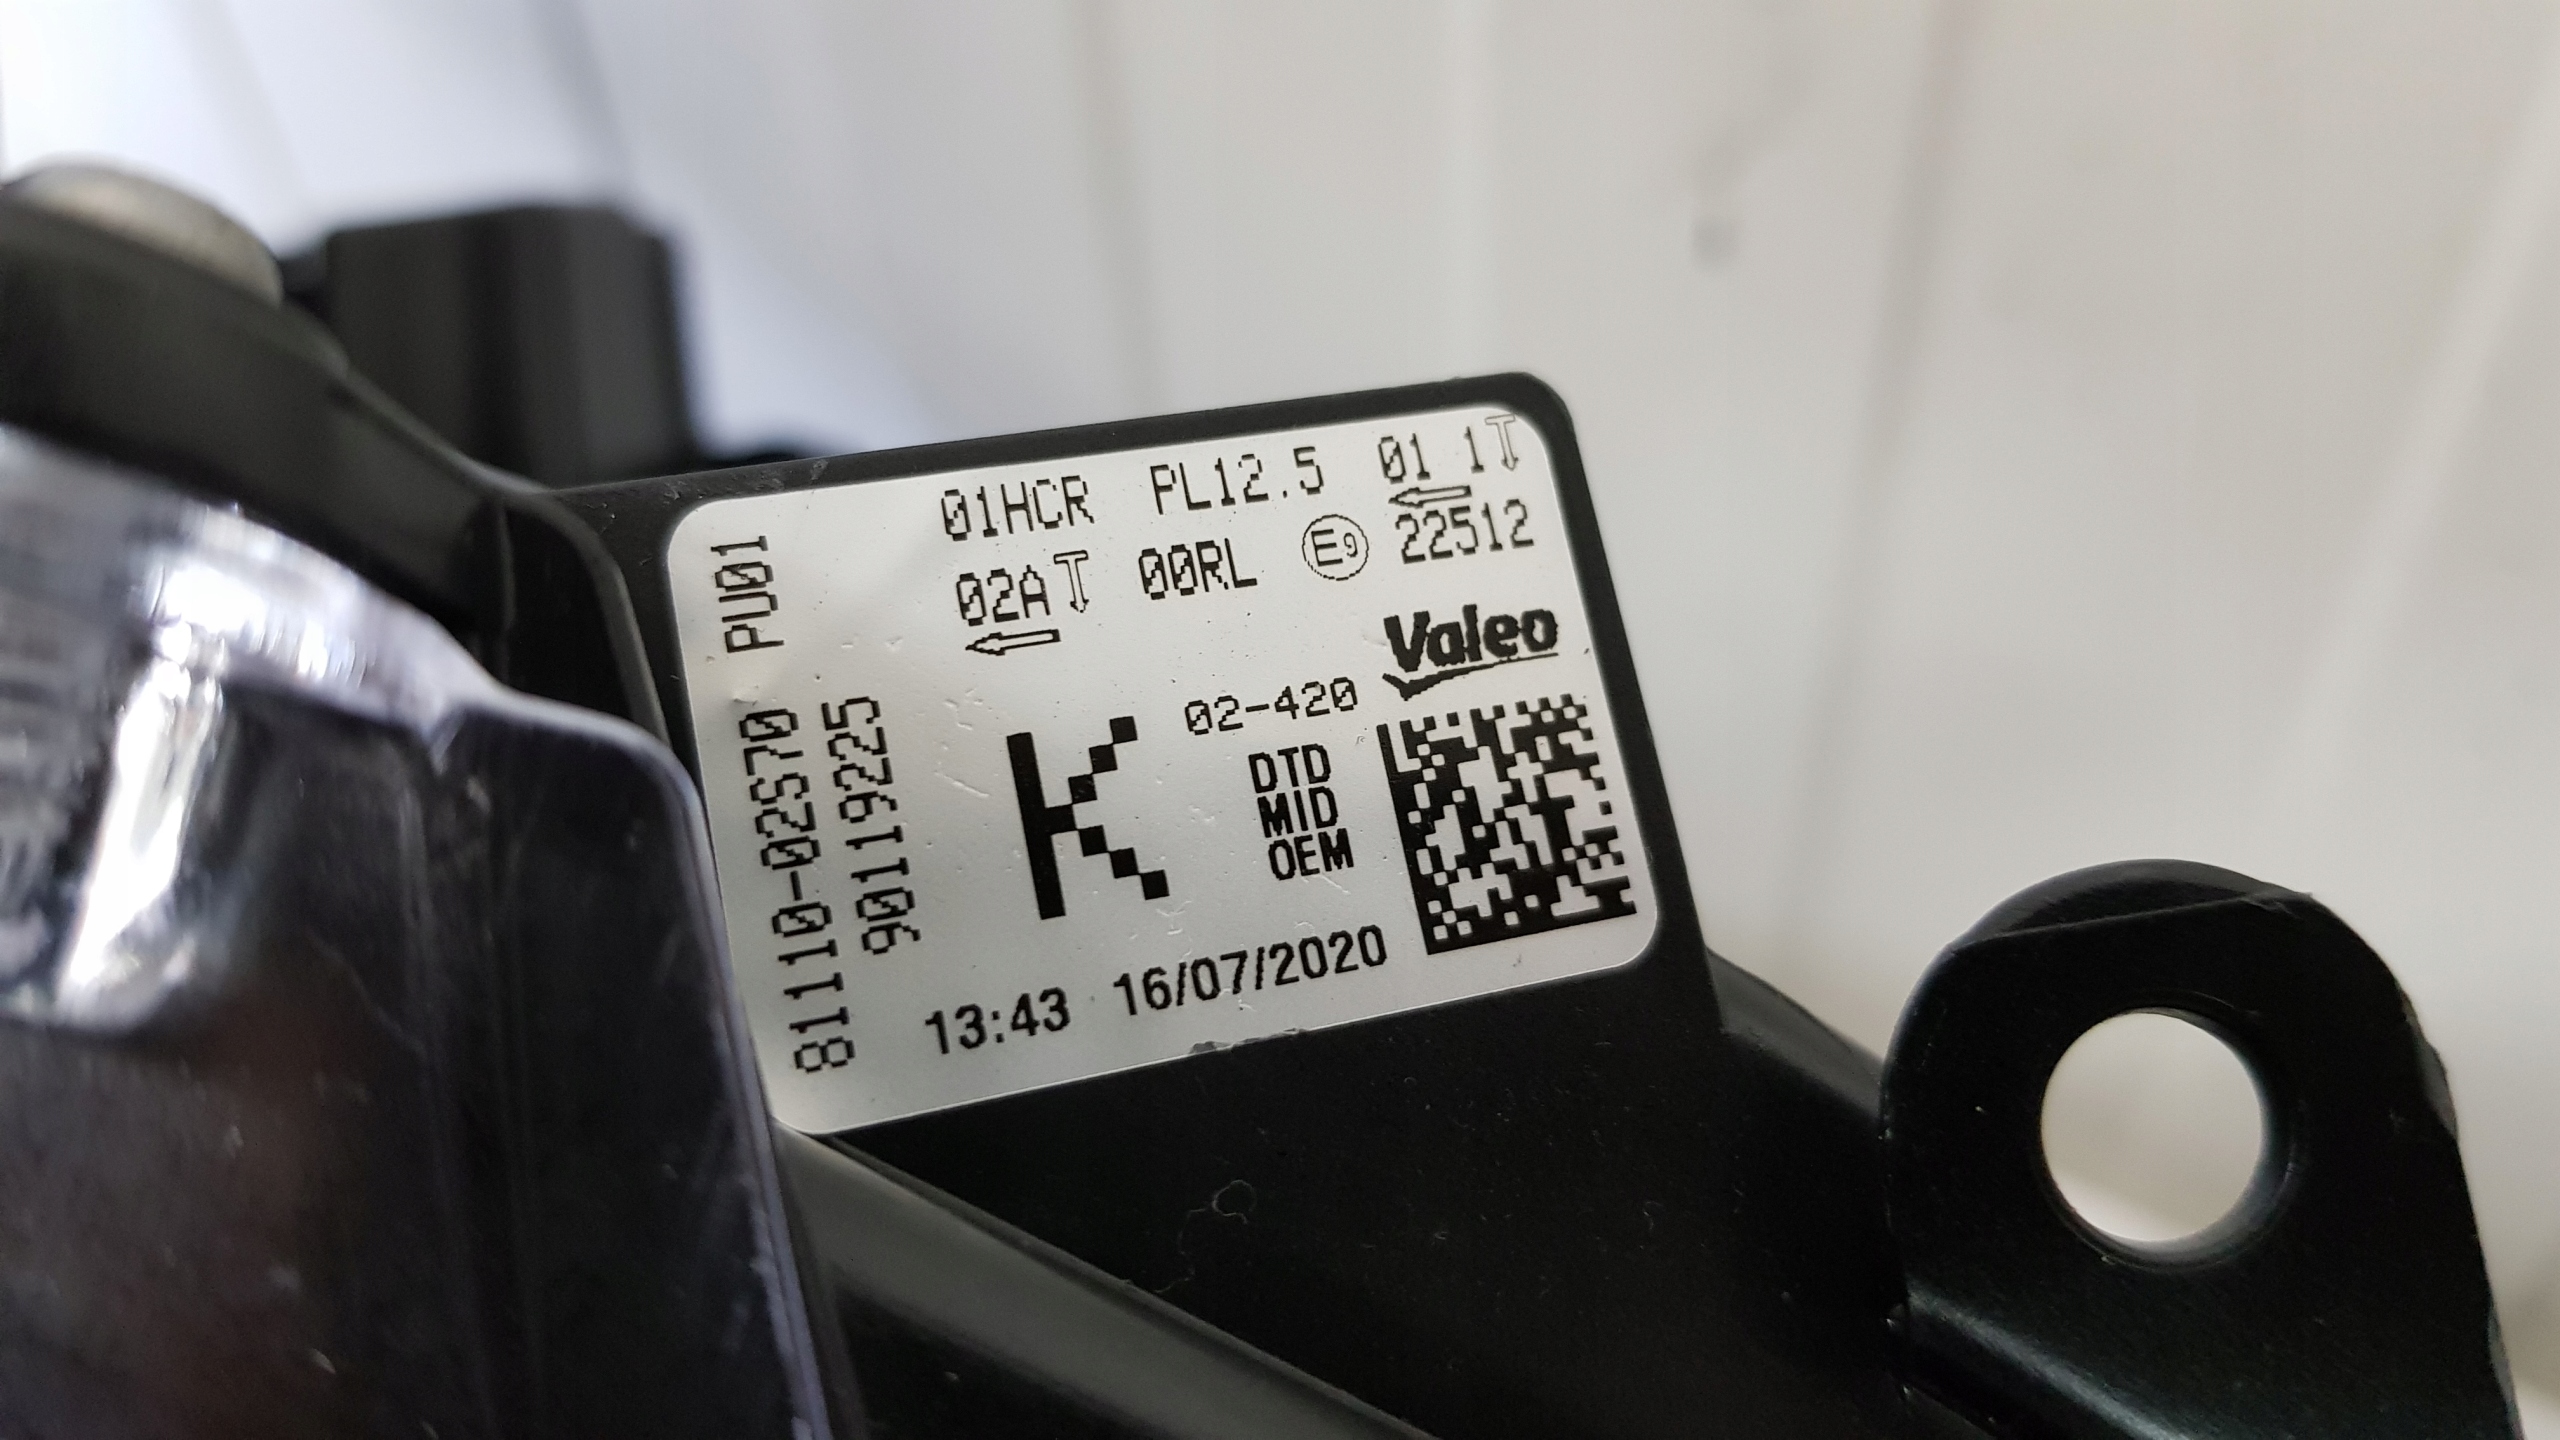 01HCR PL12.5 01 1
02A 00RL E9 22512
Valeo
02-420
K
DTD
MID
OEM
13:43 16/07/2020
81110-02S70 PU01
90119225